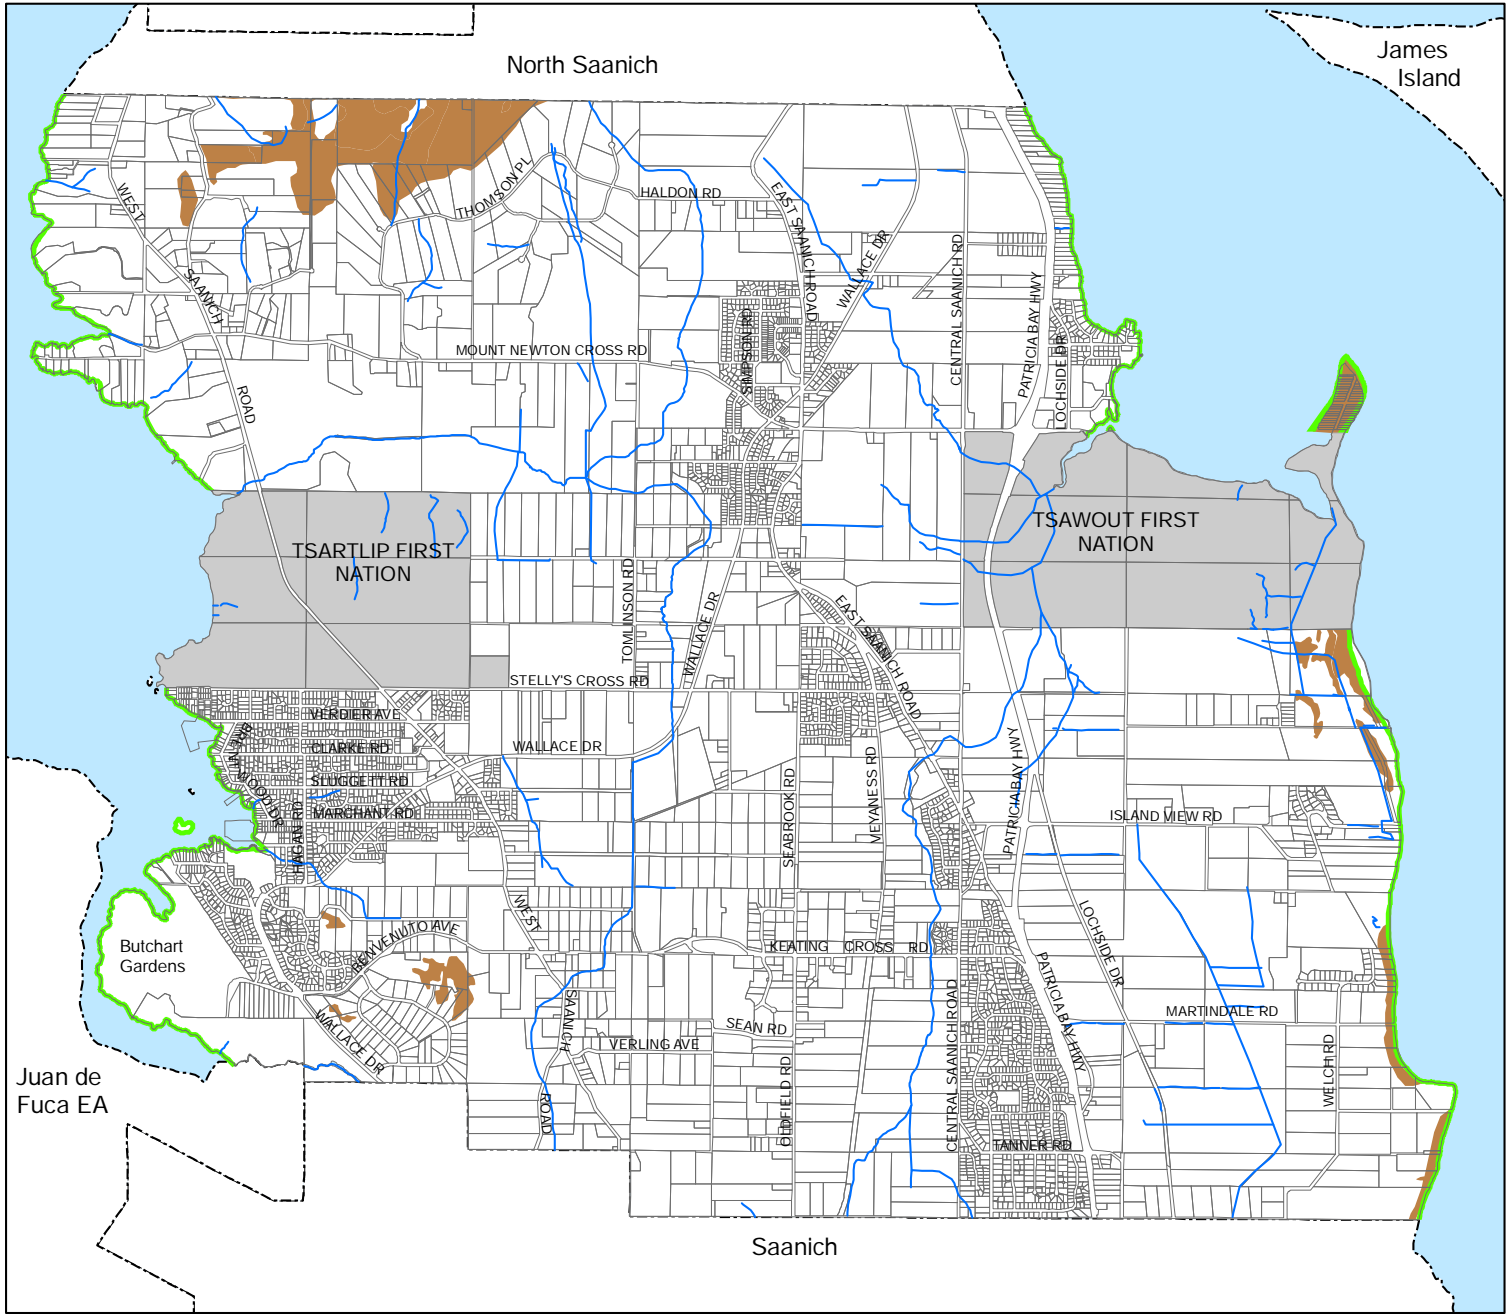 North Saanich
James
Island
WEST
SAANICH
ROAD
THOMSON PL
HALDON RD
EAST SAANICH ROAD
WALLACE DR
CENTRAL SAANICH RD
PATRICIA BAY HWY
LOCHSIDE DR
SIMPSON RD
MOUNT NEWTON CROSS RD
TSARTLIP FIRST
NATION
TSAWOUT FIRST
NATION
TOMLINSON RD
WALLACE DR
EAST SAANICH ROAD
STELLY'S CROSS RD
VERDIER AVE
CLARKE RD
SLUGGETT RD
MARCHANT RD
HAGAN RD
WOOD DR
WALLACE DR
SEABROOK RD
MEYANESS RD
PATRICIA BAY HWY
ISLAND VIEW RD
WEST
SAANICH
ROAD
BENVENUTO AVE
Butchart
Gardens
WALLACE DR
KEATING CROSS RD
LOCHSIDE DR
PATRICIA BAY HWY
SEAN RD
VERLING AVE
OLDFIELD RD
CENTRAL SAANICH ROAD
MARTINDALE RD
WELCH RD
TANNER RD
Juan de
Fuca EA
Saanich